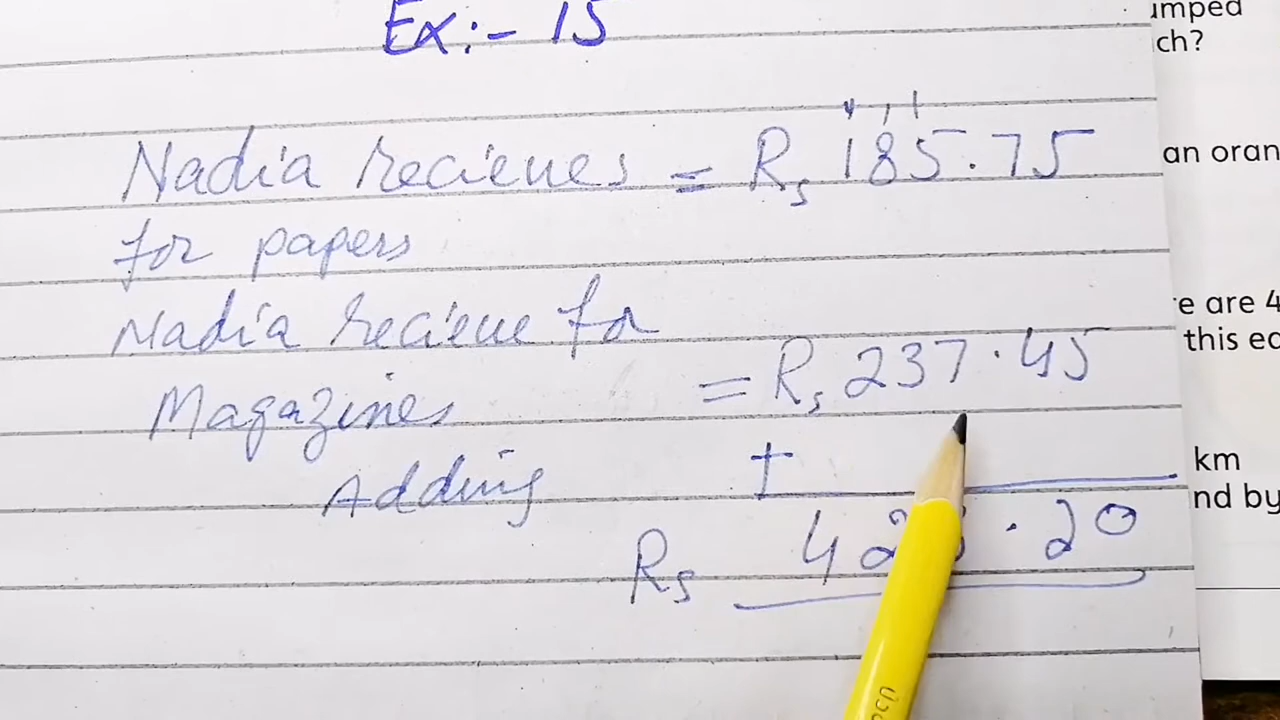 Ex:- 15
Nadia recieves = Rs 185.75
for papers
Nadia recieve for
Magazines = Rs 237.45
Adding +
Rs 42 . 20
umped
ch?
an oran
e are 4
this ec
km
nd by